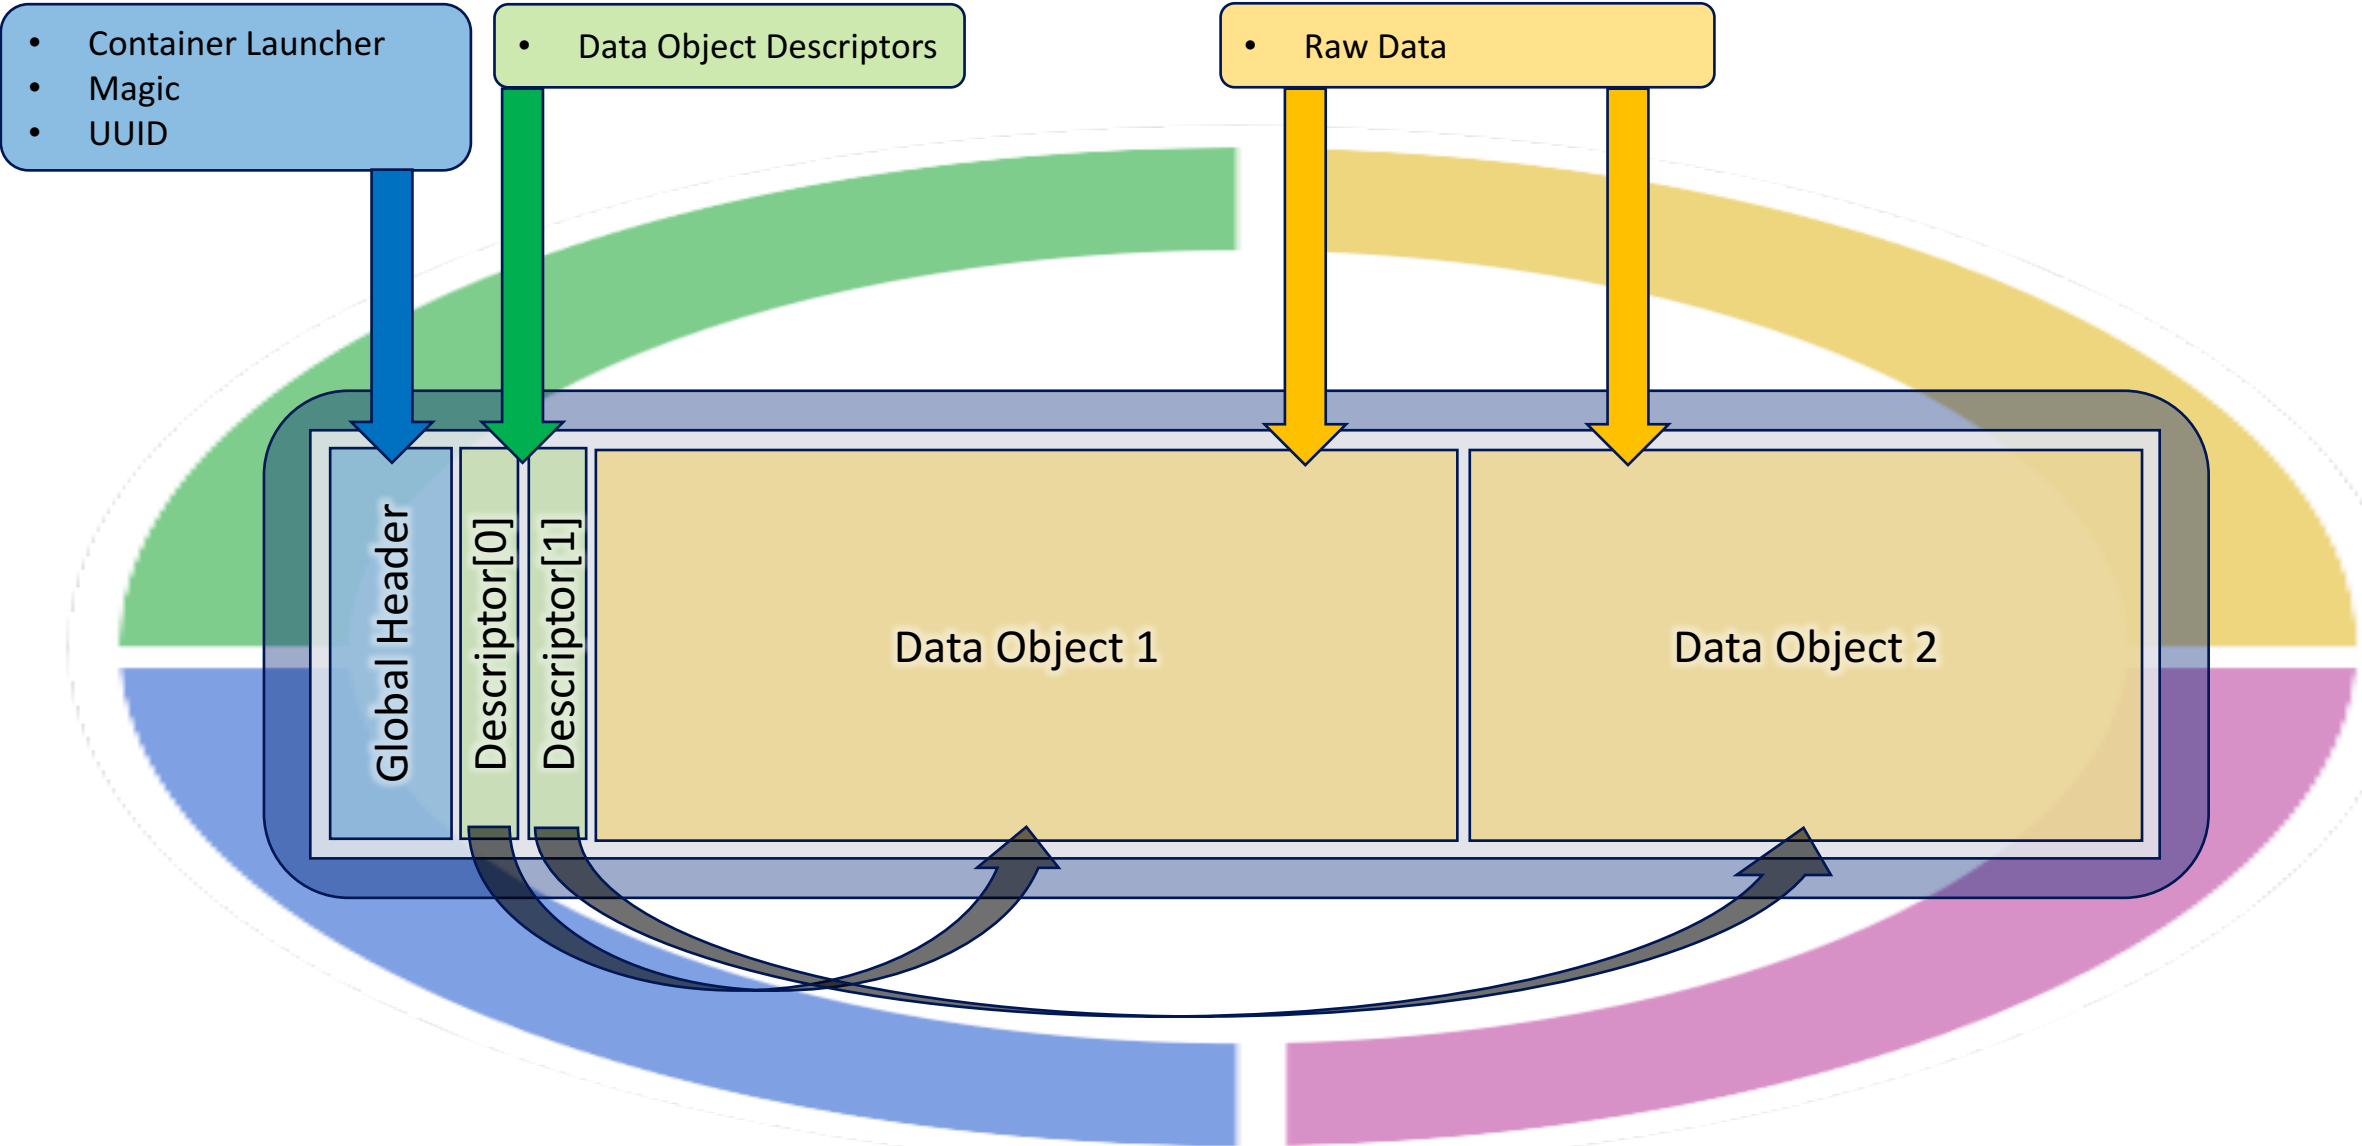 • Container Launcher
• Magic
• UUID
• Data Object Descriptors
• Raw Data
Global Header
Descriptor[0]
Descriptor[1]
Data Object 1
Data Object 2